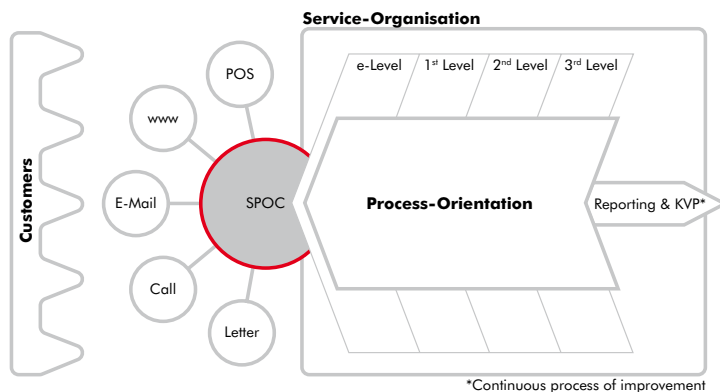 Service-Organisation
e-Level
1st Level
2nd Level
3rd Level
POS
www
E-Mail
Call
Letter
Customers
SPOC
Process-Orientation
Reporting & KVP*
*Continuous process of improvement